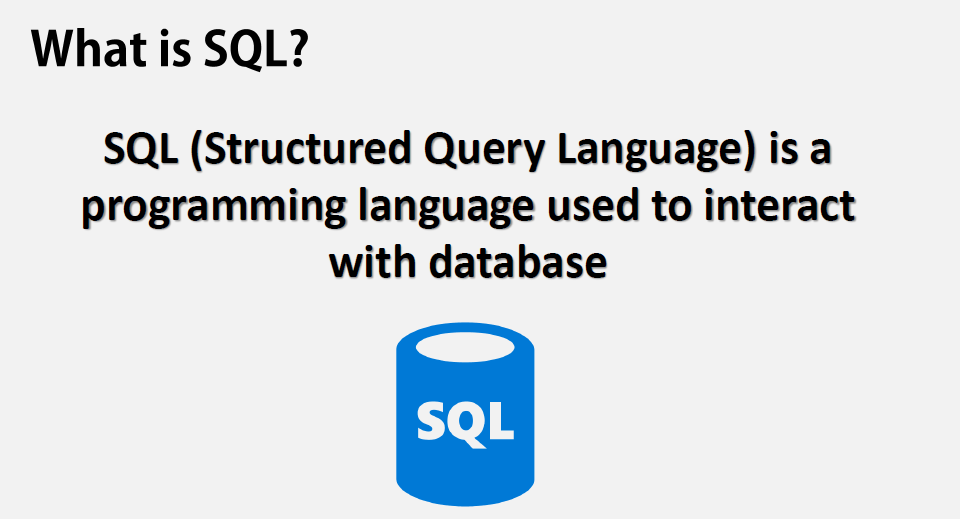 What is SQL?
SQL (Structured Query Language) is a
programming language used to interact
with database
SQL